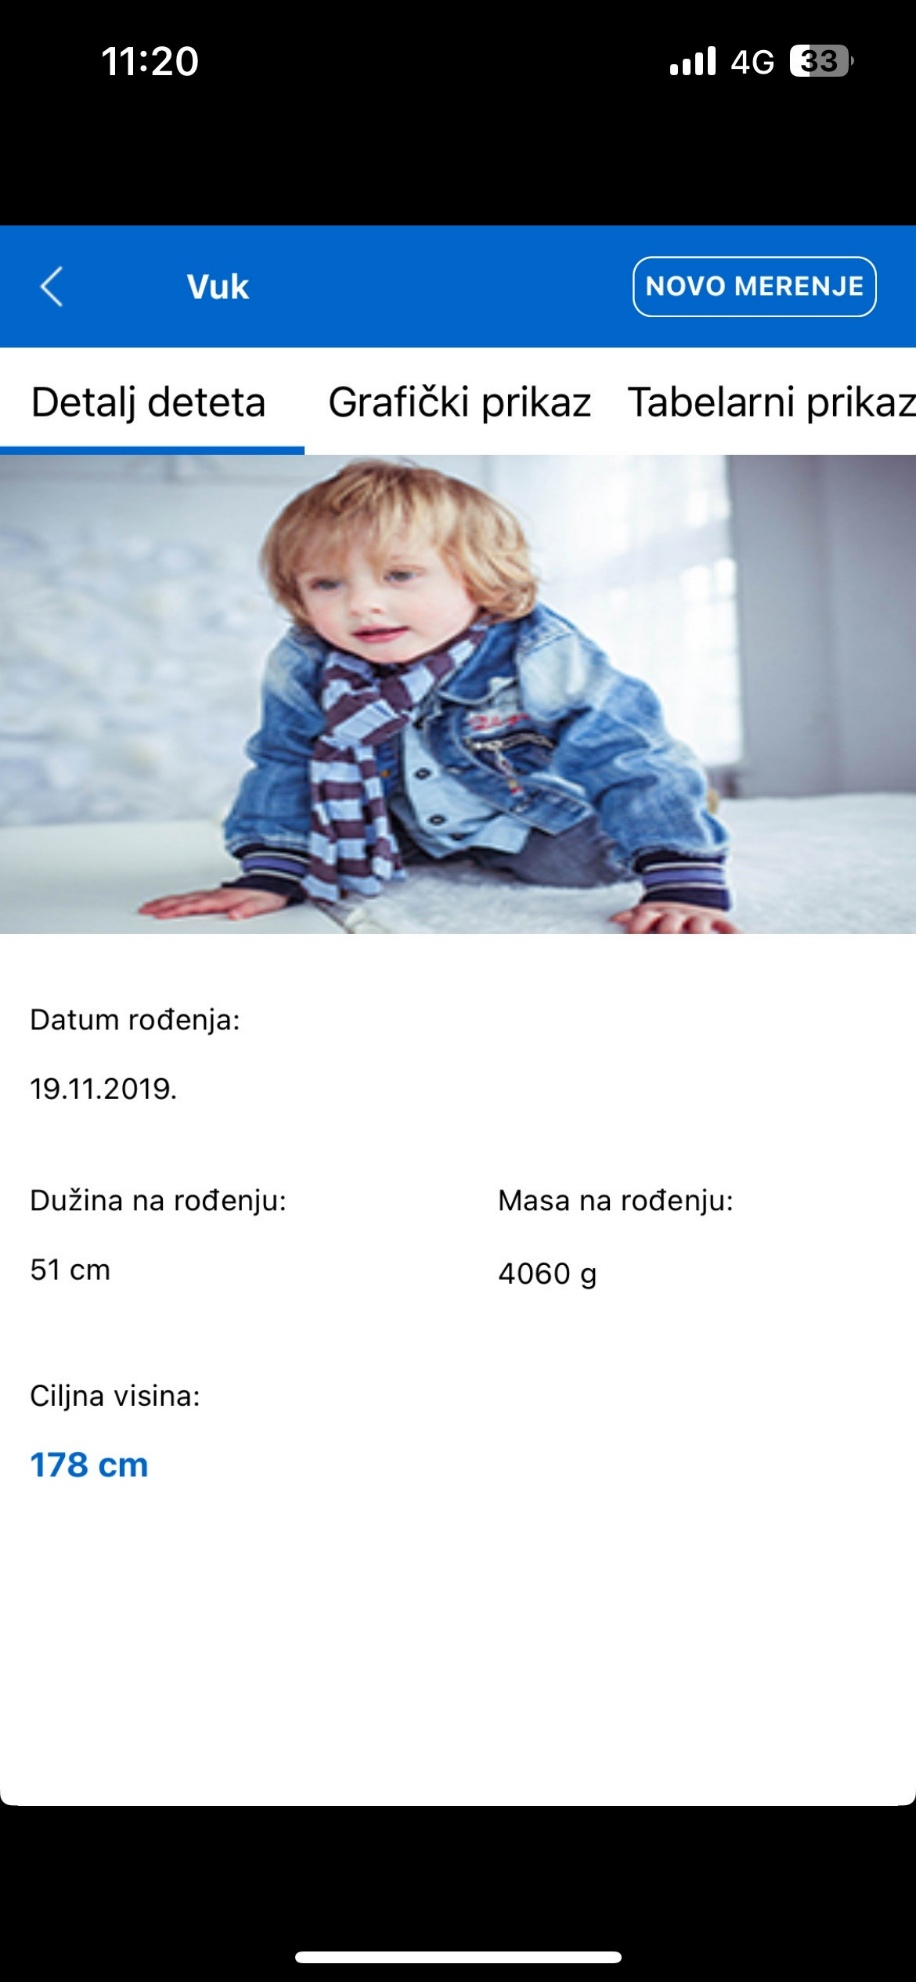 11:20 4G 33
Vuk NOVO MERENJE
Detalj deteta Grafički prikaz Tabelarni prikaz
Datum rođenja:
19.11.2019.
Dužina na rođenju: Masa na rođenju:
51 cm 4060 g
Ciljna visina:
178 cm